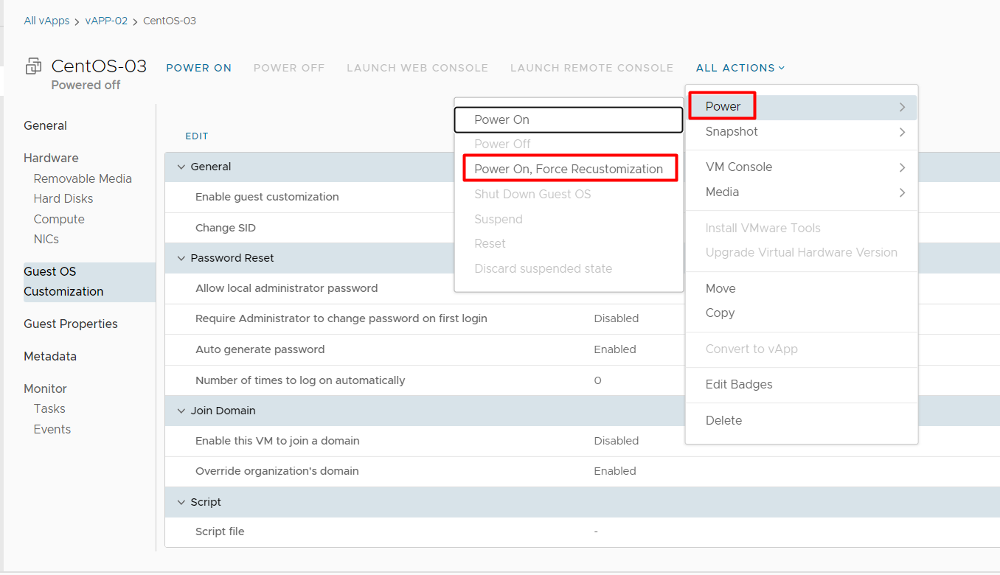 All vApps > vAPP-02 > CentOS-03
CentOS-03
Powered off
POWER ON
POWER OFF
LAUNCH WEB CONSOLE
LAUNCH REMOTE CONSOLE
ALL ACTIONS
General
Hardware
Removable Media
Hard Disks
Compute
NICs
Guest OS
Customization
Guest Properties
Metadata
Monitor
Tasks
Events
EDIT
General
Enable guest customization
Change SID
Password Reset
Allow local administrator password
Require Administrator to change password on first login Disabled
Auto generate password Enabled
Number of times to log on automatically 0
Join Domain
Enable this VM to join a domain Disabled
Override organization's domain Enabled
Script
Script file -
Power On
Power Off
Power On, Force Recustomization
Shut Down Guest OS
Suspend
Reset
Discard suspended state
Power
Snapshot
VM Console
Media
Install VMware Tools
Upgrade Virtual Hardware Version
Move
Copy
Convert to vApp
Edit Badges
Delete